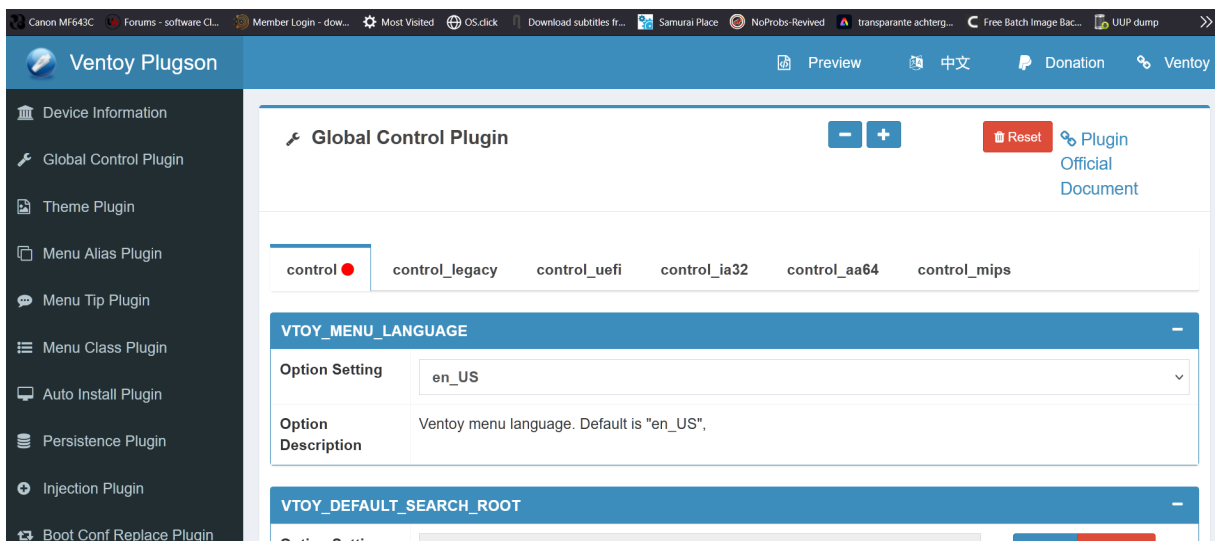 Canon MF643C Forums - software Cl... Member Login - dow... Most Visited OS.click Download subtitles fr... Samurai Place NoProbs-Revived transparante achterg... Free Batch Image Bac... UUP dump
Ventoy Plugson Preview 中文 Donation Ventoy
Device Information
Global Control Plugin
Theme Plugin
Menu Alias Plugin
Menu Tip Plugin
Menu Class Plugin
Auto Install Plugin
Persistence Plugin
Injection Plugin
Boot Conf Replace Plugin
Global Control Plugin
Reset
Plugin
Official
Document
control control_legacy control_uefi control_ia32 control_aa64 control_mips
VTOY_MENU_LANGUAGE
Option Setting en_US
Option
Description
Ventoy menu language. Default is "en_US",
VTOY_DEFAULT_SEARCH_ROOT